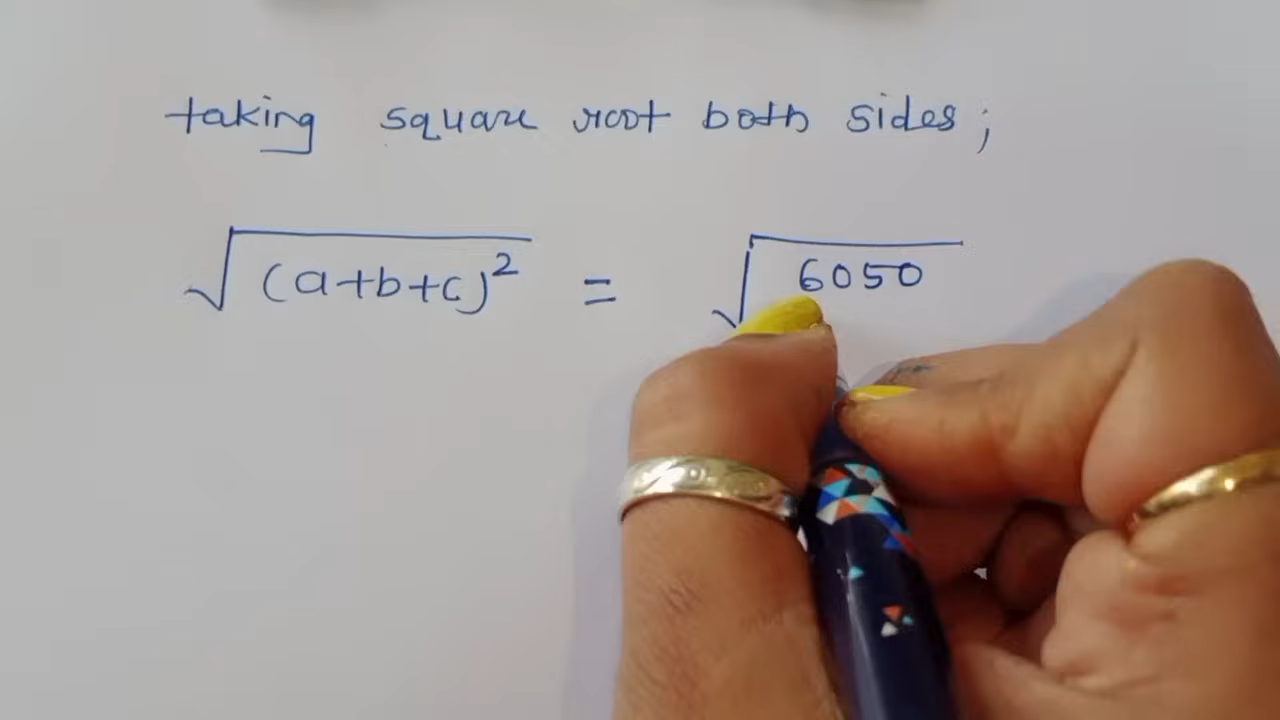 taking square root both sides;
√(a+b+c)² = √6050